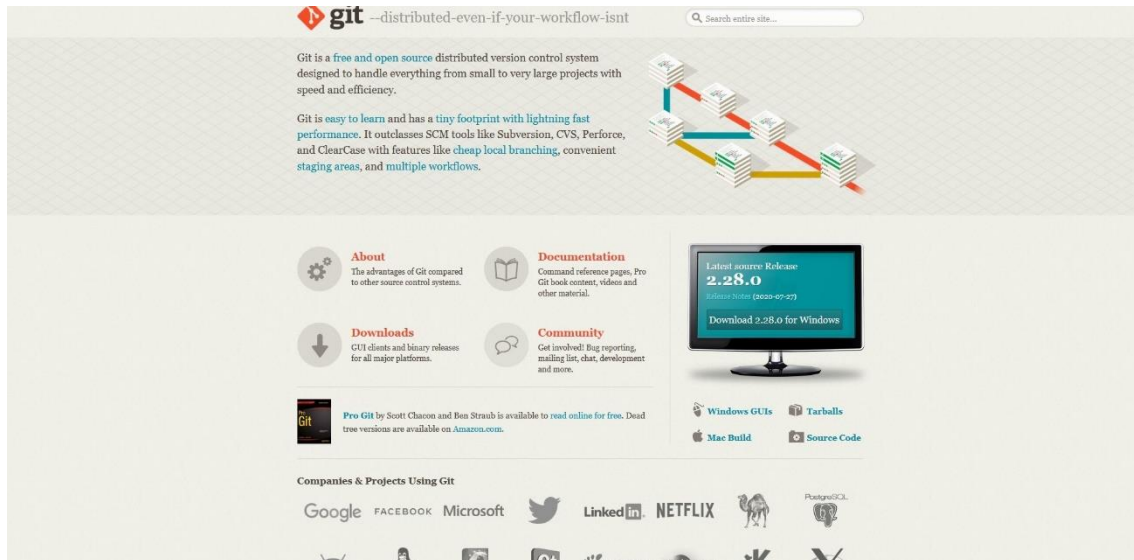 git --distributed-even-if-your-workflow-isnt
Search entire site...
Git is a free and open source distributed version control system
designed to handle everything from small to very large projects with
speed and efficiency.
Git is easy to learn and has a tiny footprint with lightning fast
performance. It outclasses SCM tools like Subversion, CVS, Perforce,
and ClearCase with features like cheap local branching, convenient
staging areas, and multiple workflows.
About
The advantages of Git compared
to other source control systems.
Documentation
Command reference pages, Pro
Git book content, videos and
other material.
Downloads
GUI clients and binary releases
for all major platforms.
Community
Get involved! Bug reporting,
mailing list, chat, development
and more.
Latest source Release
2.28.0
Release Notes (2020-07-27)
Download 2.28.0 for Windows
Pro
Git
Pro Git by Scott Chacon and Ben Straub is available to read online for free. Dead
tree versions are available on Amazon.com.
Windows GUIs
Tarballs
Mac Build
Source Code
Companies & Projects Using Git
Google FACEBOOK Microsoft LinkedIn NETFLIX PostgreSQL